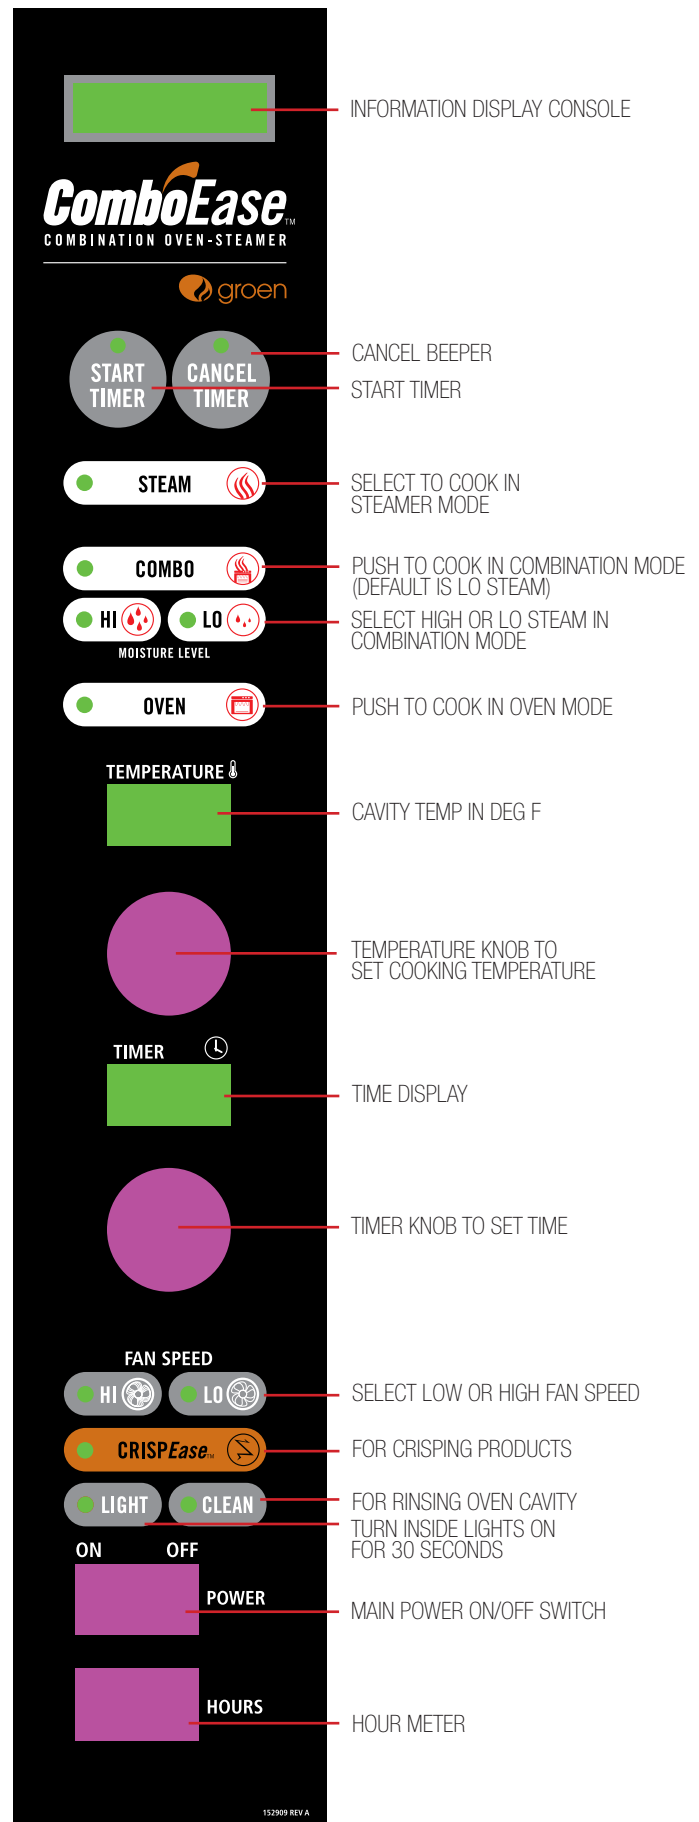 INFORMATION DISPLAY CONSOLE
ComboEase™
COMBINATION OVEN-STEAMER
groen
CANCEL BEEPER
START TIMER
START
TIMER
CANCEL
TIMER
STEAM
SELECT TO COOK IN
STEAMER MODE
COMBO
PUSH TO COOK IN COMBINATION MODE
(DEFAULT IS LO STEAM)
HI
LO
SELECT HIGH OR LO STEAM IN
COMBINATION MODE
MOISTURE LEVEL
OVEN
PUSH TO COOK IN OVEN MODE
TEMPERATURE
CAVITY TEMP IN DEG F
TEMPERATURE KNOB TO
SET COOKING TEMPERATURE
TIMER
TIME DISPLAY
TIMER KNOB TO SET TIME
FAN SPEED
HI
LO
SELECT LOW OR HIGH FAN SPEED
CRISPEase™
FOR CRISPING PRODUCTS
LIGHT
CLEAN
FOR RINSING OVEN CAVITY
TURN INSIDE LIGHTS ON
FOR 30 SECONDS
ON OFF
POWER
MAIN POWER ON/OFF SWITCH
HOURS
HOUR METER
152909 REV A